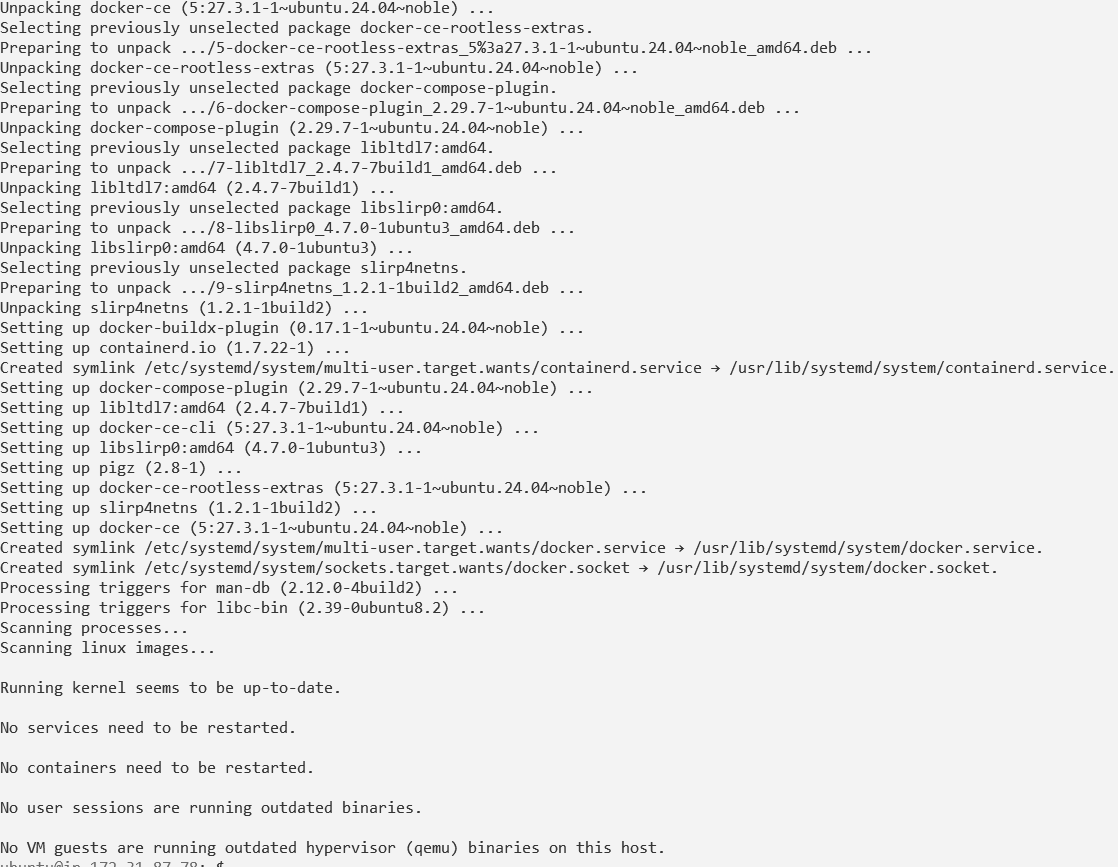 Unpacking docker-ce (5:27.3.1-1~ubuntu.24.04~noble) ...
Selecting previously unselected package docker-ce-rootless-extras.
Preparing to unpack .../5-docker-ce-rootless-extras_5%3a27.3.1-1~ubuntu.24.04~noble_amd64.deb ...
Unpacking docker-ce-rootless-extras (5:27.3.1-1~ubuntu.24.04~noble) ...
Selecting previously unselected package docker-compose-plugin.
Preparing to unpack .../6-docker-compose-plugin_2.29.7-1~ubuntu.24.04~noble_amd64.deb ...
Unpacking docker-compose-plugin (2.29.7-1~ubuntu.24.04~noble) ...
Selecting previously unselected package libltdl7:amd64.
Preparing to unpack .../7-libltdl7_2.4.7-7build1_amd64.deb ...
Unpacking libltdl7:amd64 (2.4.7-7build1) ...
Selecting previously unselected package libslirp0:amd64.
Preparing to unpack .../8-libslirp0_4.7.0-1ubuntu3_amd64.deb ...
Unpacking libslirp0:amd64 (4.7.0-1ubuntu3) ...
Selecting previously unselected package slirp4netns.
Preparing to unpack .../9-slirp4netns_1.2.1-1build2_amd64.deb ...
Unpacking slirp4netns (1.2.1-1build2) ...
Setting up docker-buildx-plugin (0.17.1-1~ubuntu.24.04~noble) ...
Setting up containerd.io (1.7.22-1) ...
Created symlink /etc/systemd/system/multi-user.target.wants/containerd.service → /usr/lib/systemd/system/containerd.service.
Setting up docker-compose-plugin (2.29.7-1~ubuntu.24.04~noble) ...
Setting up libltdl7:amd64 (2.4.7-7build1) ...
Setting up docker-ce-cli (5:27.3.1-1~ubuntu.24.04~noble) ...
Setting up libslirp0:amd64 (4.7.0-1ubuntu3) ...
Setting up pigz (2.8-1) ...
Setting up docker-ce-rootless-extras (5:27.3.1-1~ubuntu.24.04~noble) ...
Setting up slirp4netns (1.2.1-1build2) ...
Setting up docker-ce (5:27.3.1-1~ubuntu.24.04~noble) ...
Created symlink /etc/systemd/system/multi-user.target.wants/docker.service → /usr/lib/systemd/system/docker.service.
Created symlink /etc/systemd/system/sockets.target.wants/docker.socket → /usr/lib/systemd/system/docker.socket.
Processing triggers for man-db (2.12.0-4build2) ...
Processing triggers for libc-bin (2.39-0ubuntu8.2) ...
Scanning processes...
Scanning linux images...
Running kernel seems to be up-to-date.
No services need to be restarted.
No containers need to be restarted.
No user sessions are running outdated binaries.
No VM guests are running outdated hypervisor (qemu) binaries on this host.